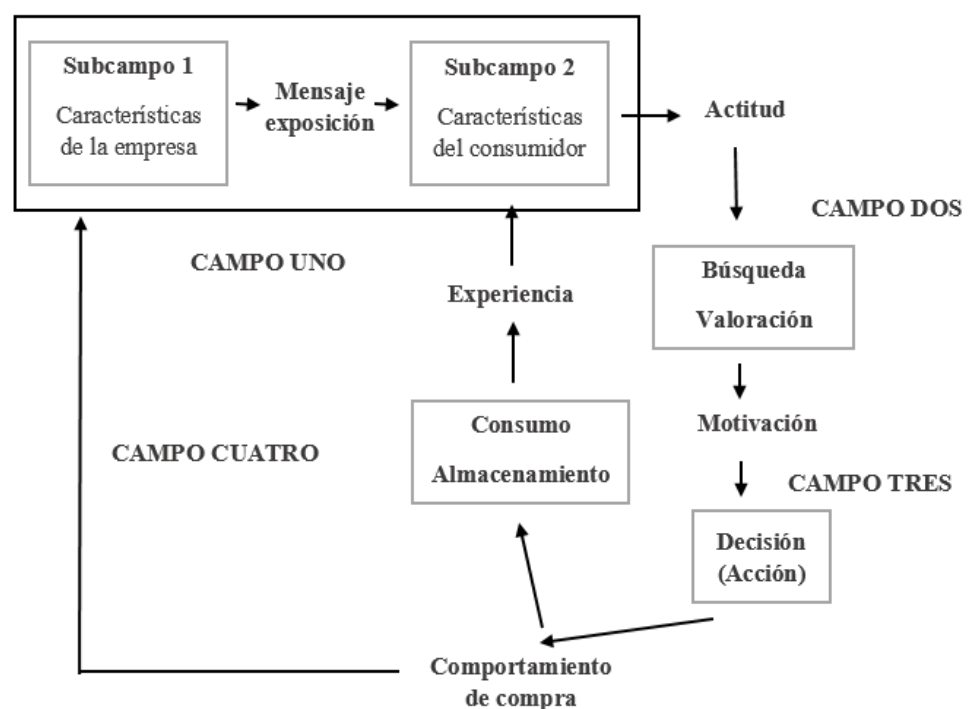 Subcampo 1
Características
de la empresa
Mensaje
exposición
Subcampo 2
Características
del consumidor
Actitud
CAMPO DOS
CAMPO UNO
Búsqueda
Valoración
Experiencia
Motivación
Consumo
Almacenamiento
CAMPO CUATRO
CAMPO TRES
Decisión
(Acción)
Comportamiento
de compra